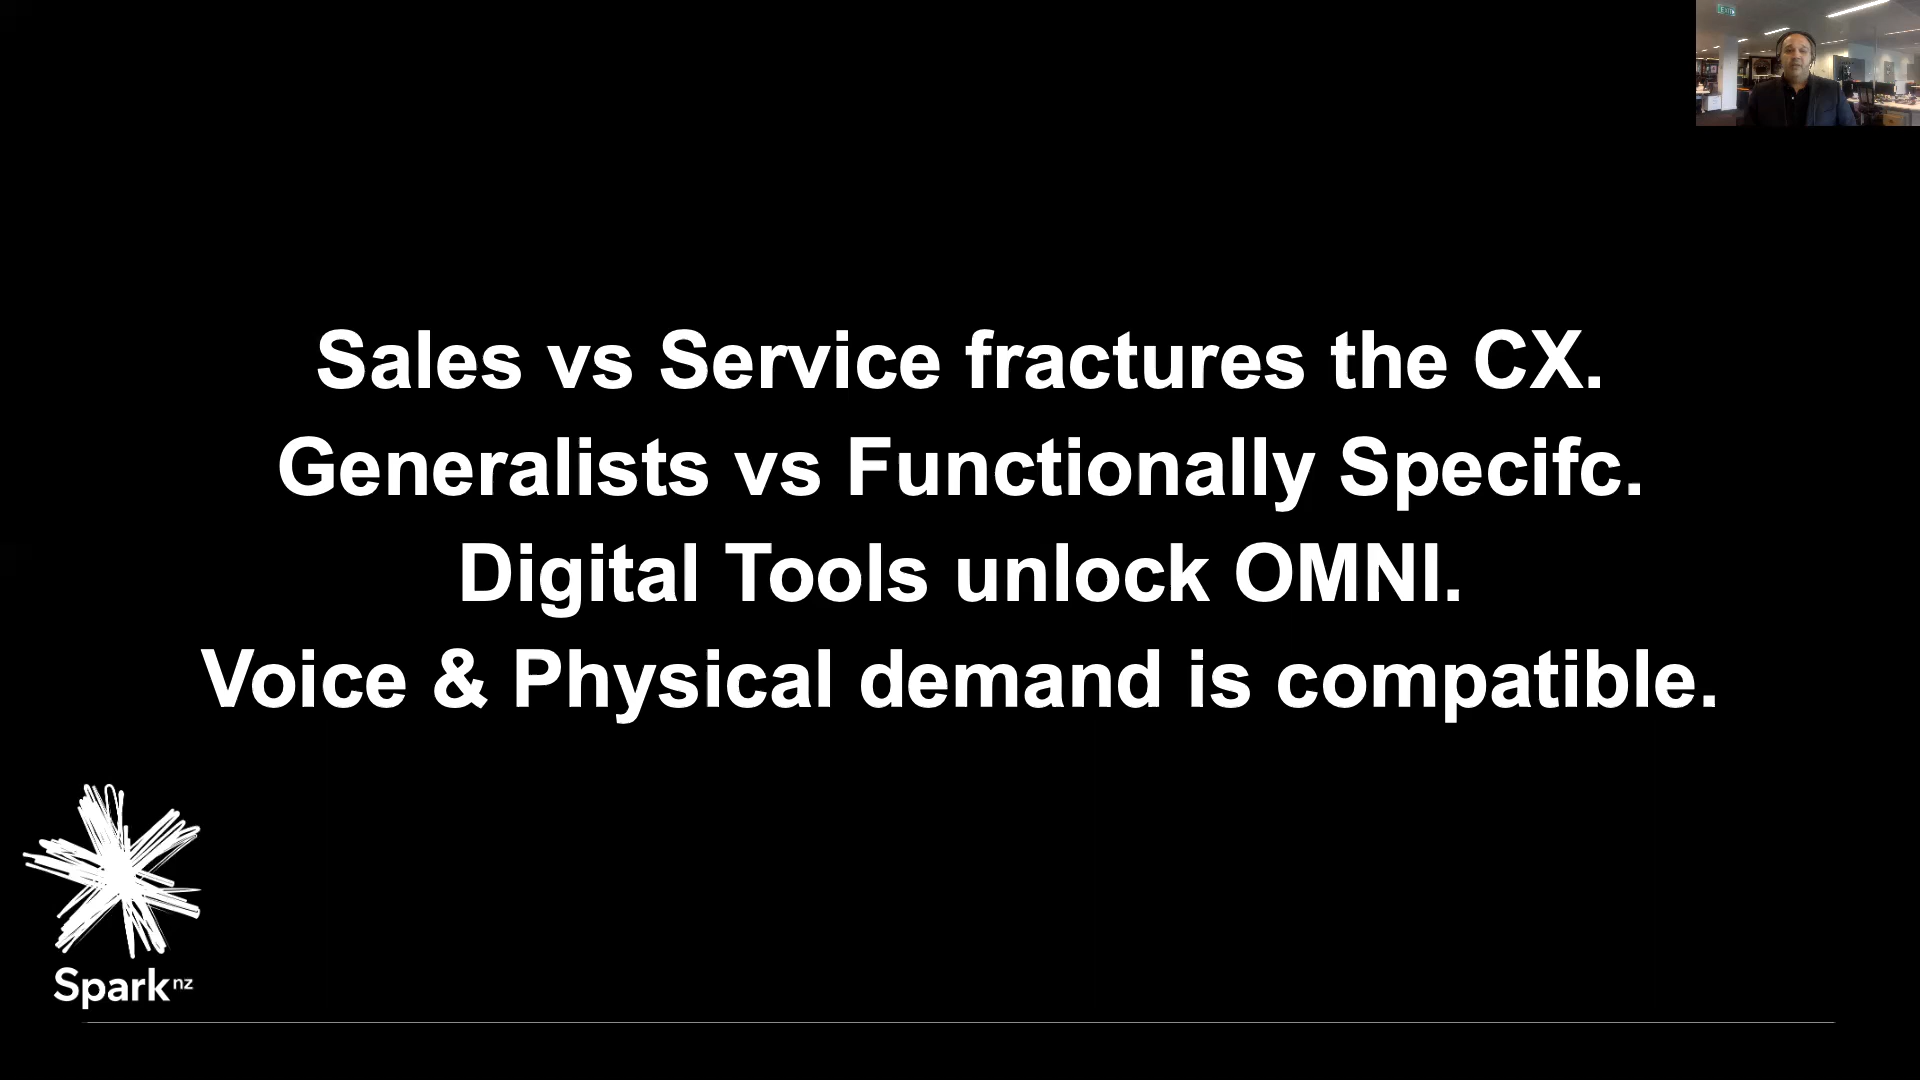 EXIT
Sales vs Service fractures the CX.
Generalists vs Functionally Specifc.
Digital Tools unlock OMNI.
Voice & Physical demand is compatible.
Spark nz